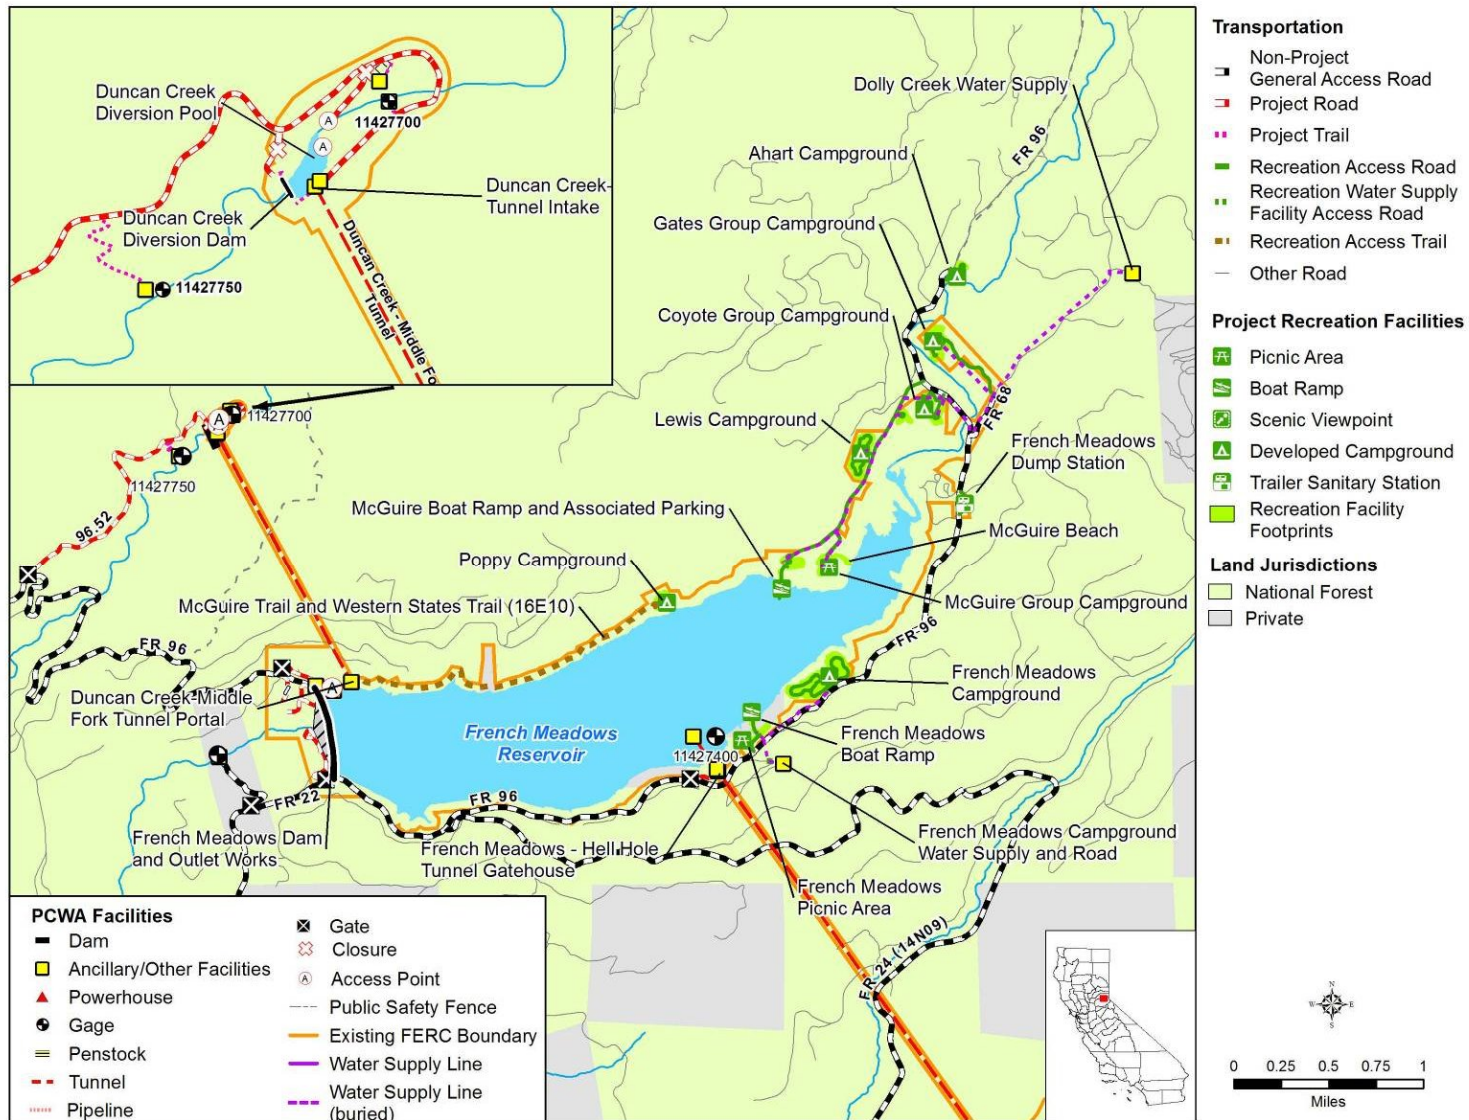 Duncan Creek
Diversion Pool
11427700
Duncan Creek-
Tunnel Intake
Duncan Creek
Diversion Dam
11427750
Duncan Creek - Middle Fo
Tunnel
Dolly Creek Water Supply
FR 96
Ahart Campground
Gates Group Campground
Coyote Group Campground
FR 68
Lewis Campground
French Meadows
Dump Station
11427700
11427750
96.52
McGuire Boat Ramp and Associated Parking
McGuire Beach
Poppy Campground
McGuire Trail and Western States Trail (16E10)
McGuire Group Campground
FR 96
FR-96
Duncan Creek-Middle
Fork Tunnel Portal
French Meadows
Campground
French Meadows
Reservoir
French Meadows
Boat Ramp
11427400
FR 22
FR 96
French Meadows Dam
and Outlet Works
French Meadows - Hell Hole
Tunnel Gatehouse
French Meadows Campground
Water Supply and Road
French Meadows
Picnic Area
FR-24-(14N09)
PCWA Facilities
Dam
Ancillary/Other Facilities
Powerhouse
Gage
Penstock
Tunnel
Pipeline
Gate
Closure
A Access Point
Public Safety Fence
Existing FERC Boundary
Water Supply Line
Water Supply Line
(buried)
Transportation
Non-Project
General Access Road
Project Road
Project Trail
Recreation Access Road
Recreation Water Supply
Facility Access Road
Recreation Access Trail
Other Road
Project Recreation Facilities
Picnic Area
Boat Ramp
Scenic Viewpoint
Developed Campground
Trailer Sanitary Station
Recreation Facility
Footprints
Land Jurisdictions
National Forest
Private
N
W E
S
0 0.25 0.5 0.75 1
Miles
A
A
A
A